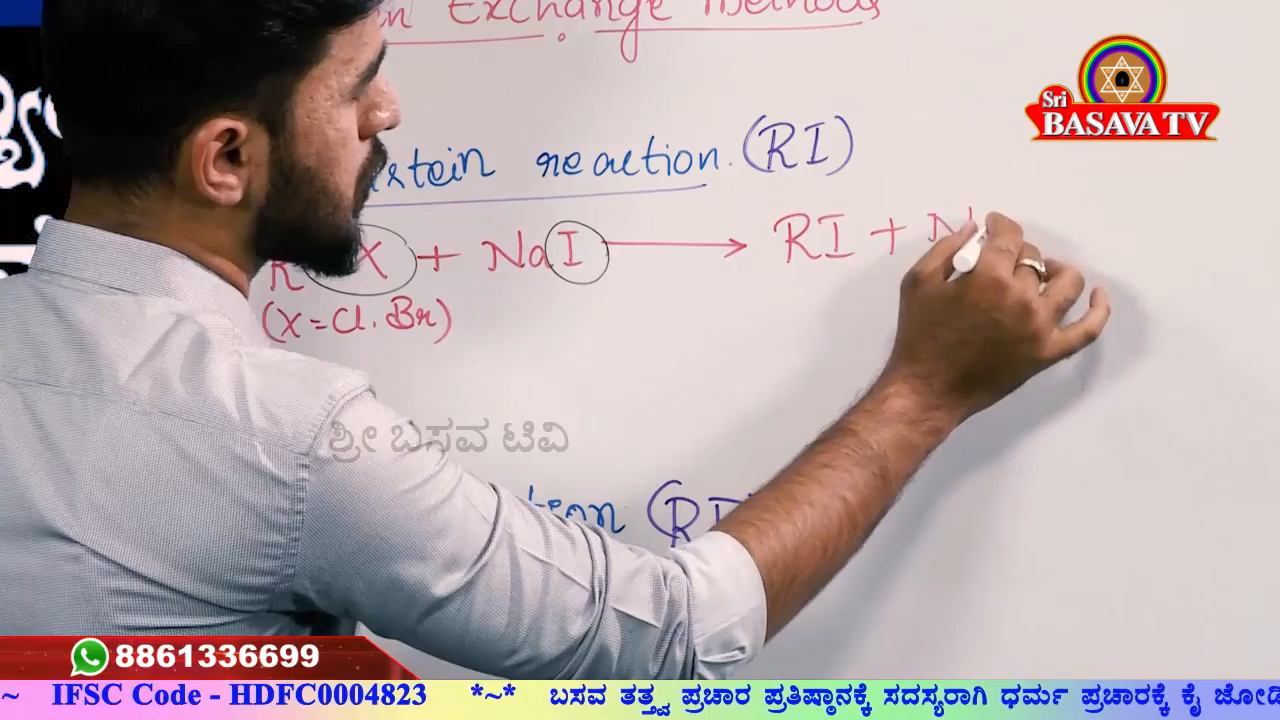 Exchange Methods
Sri
BASAVA TV
reaction. (RI)
R X + NaI → RI + N
(X = Cl. Br)
ಶ್ರೀ ಬಸವ ಟಿವಿ
8861336699
~ IFSC Code - HDFC0004823 *~* ಬಸವ ತತ್ತ್ವ ಪ್ರಚಾರ ಪ್ರತಿಷ್ಠಾನಕ್ಕೆ ಸದಸ್ಯರಾಗಿ ಧರ್ಮ ಪ್ರಚಾರಕ್ಕೆ ಕೈ